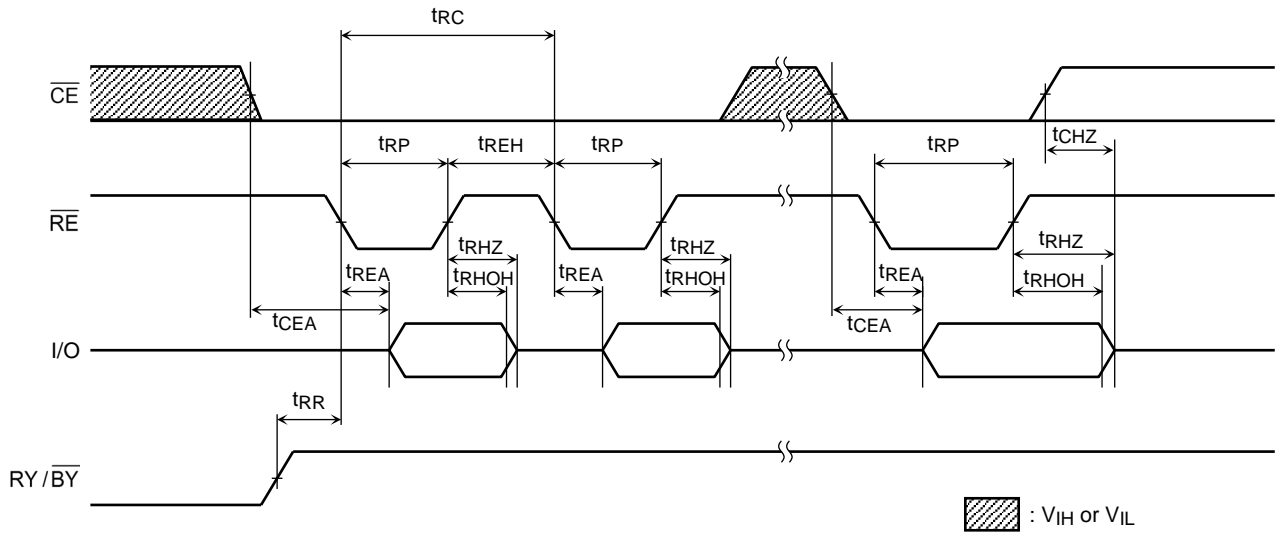 tRC
CE
tCHZ
tRP tREH tRP tRP
RE
tRHZ tRHZ tRHZ
tREA tRHOH tREA tRHOH tREA tRHOH
tCEA tCEA
I/O
tRR
RY/BY
: VIH or VIL